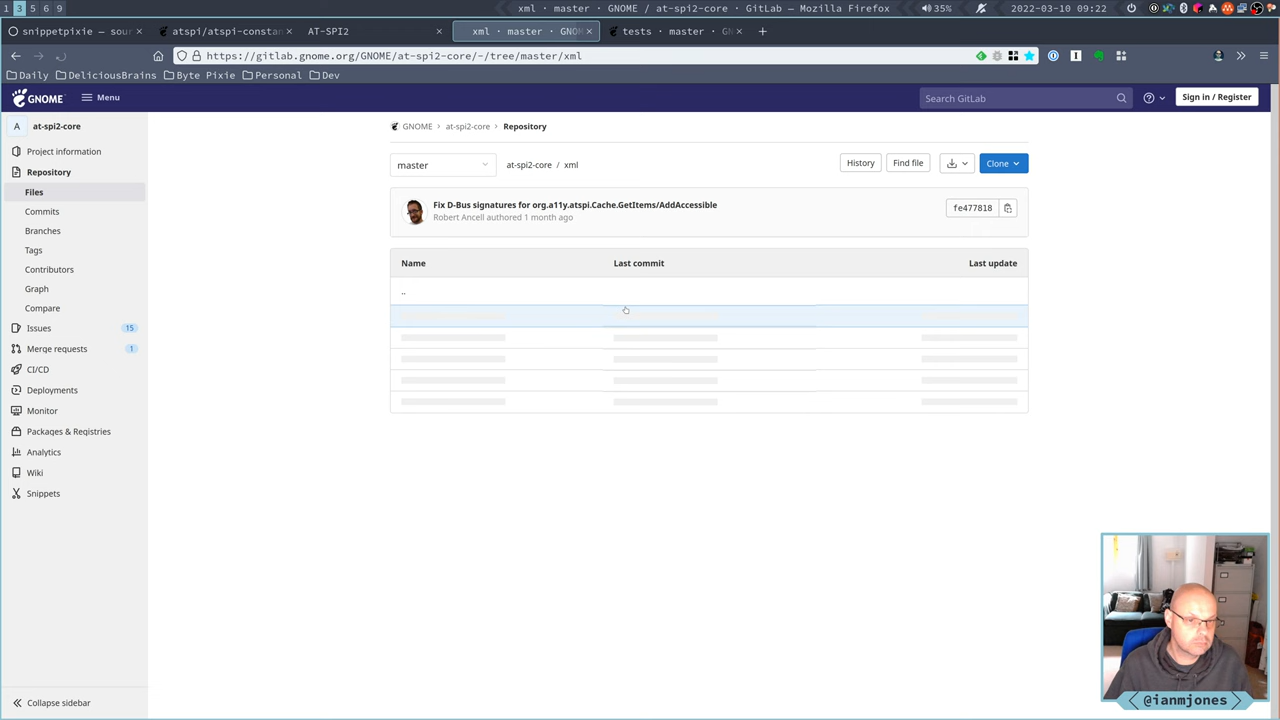 1 3 5 6 9
xml · master · GNOME / at-spi2-core · GitLab — Mozilla Firefox
35%
2022-03-10 09:22
snippetpixie — sour
atspi/atspi-constan
AT-SPI2
xml · master · GNOM
tests · master · GN
https://gitlab.gnome.org/GNOME/at-spi2-core/-/tree/master/xml
Daily
DeliciousBrains
Byte Pixie
Personal
Dev
GNOME
Menu
Search GitLab
Sign in / Register
A at-spi2-core
Project information
Repository
Files
Commits
Branches
Tags
Contributors
Graph
Compare
Issues 15
Merge requests 1
CI/CD
Deployments
Monitor
Packages & Registries
Analytics
Wiki
Snippets
Collapse sidebar
GNOME › at-spi2-core › Repository
master
at-spi2-core / xml
History
Find file
Clone
Fix D-Bus signatures for org.a11y.atspi.Cache.GetItems/AddAccessible
Robert Ancell authored 1 month ago
fe477818
Name Last commit Last update
..
@ianmjones